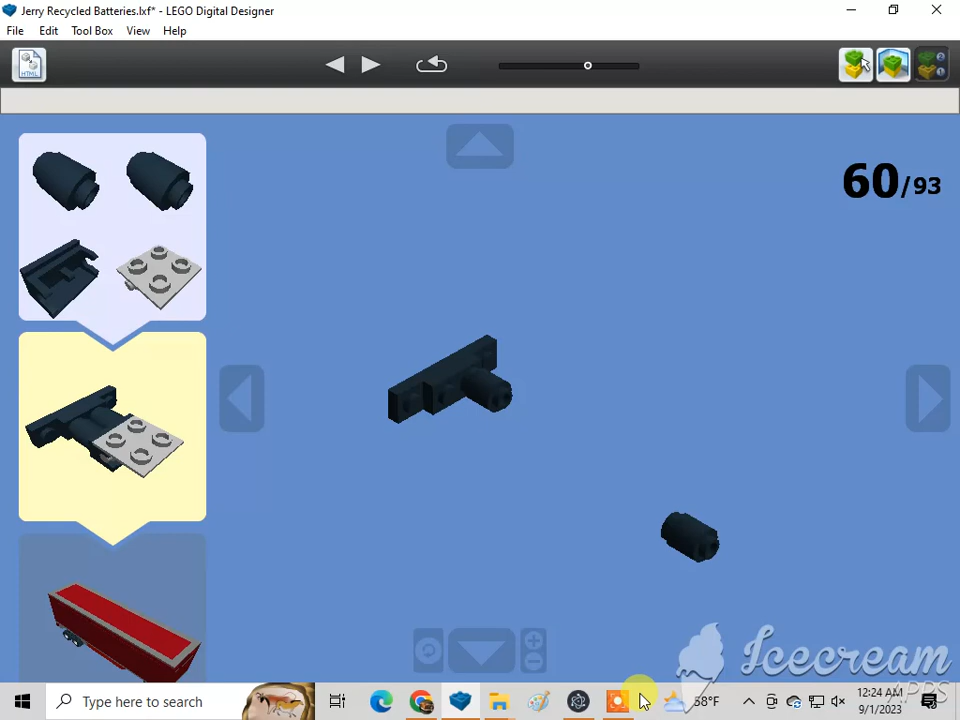 Jerry Recycled Batteries.lxf* - LEGO Digital Designer
File Edit Tool Box View Help
HTML
60/93
Icecream
APPS
Type here to search
58°F
12:24 AM
9/1/2023